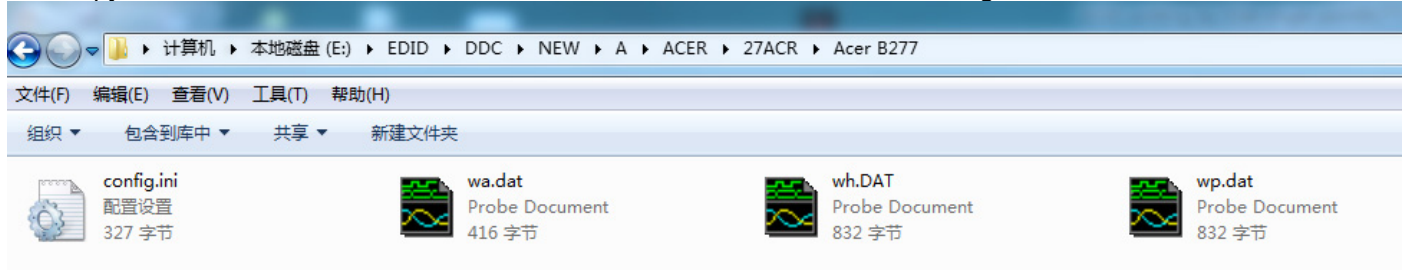 计算机 ▸ 本地磁盘 (E:) ▸ EDID ▸ DDC ▸ NEW ▸ A ▸ ACER ▸ 27ACR ▸ Acer B277
文件(F) 编辑(E) 查看(V) 工具(T) 帮助(H)
组织 ▼ 包含到库中 ▼ 共享 ▼ 新建文件夹
config.ini
配置设置
327 字节
wa.dat
Probe Document
416 字节
wh.DAT
Probe Document
832 字节
wp.dat
Probe Document
832 字节